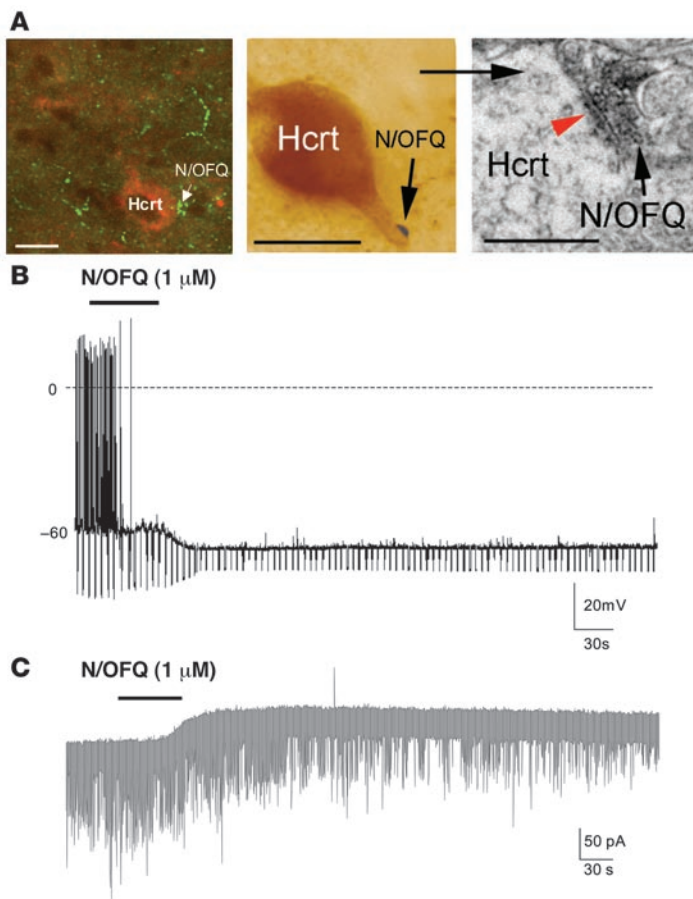 A
Hcrt
N/OFQ
Hcrt
N/OFQ
Hcrt
N/OFQ
B
N/OFQ (1 μM)
0
−60
20mV
30s
C
N/OFQ (1 μM)
50 pA
30 s